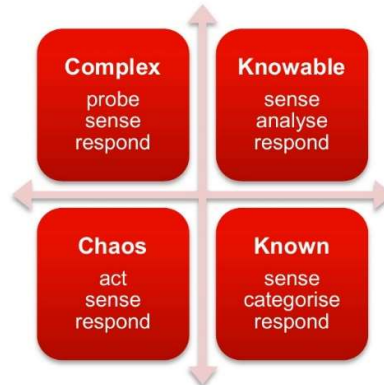 Complex
probe
sense
respond
Knowable
sense
analyse
respond
Chaos
act
sense
respond
Known
sense
categorise
respond